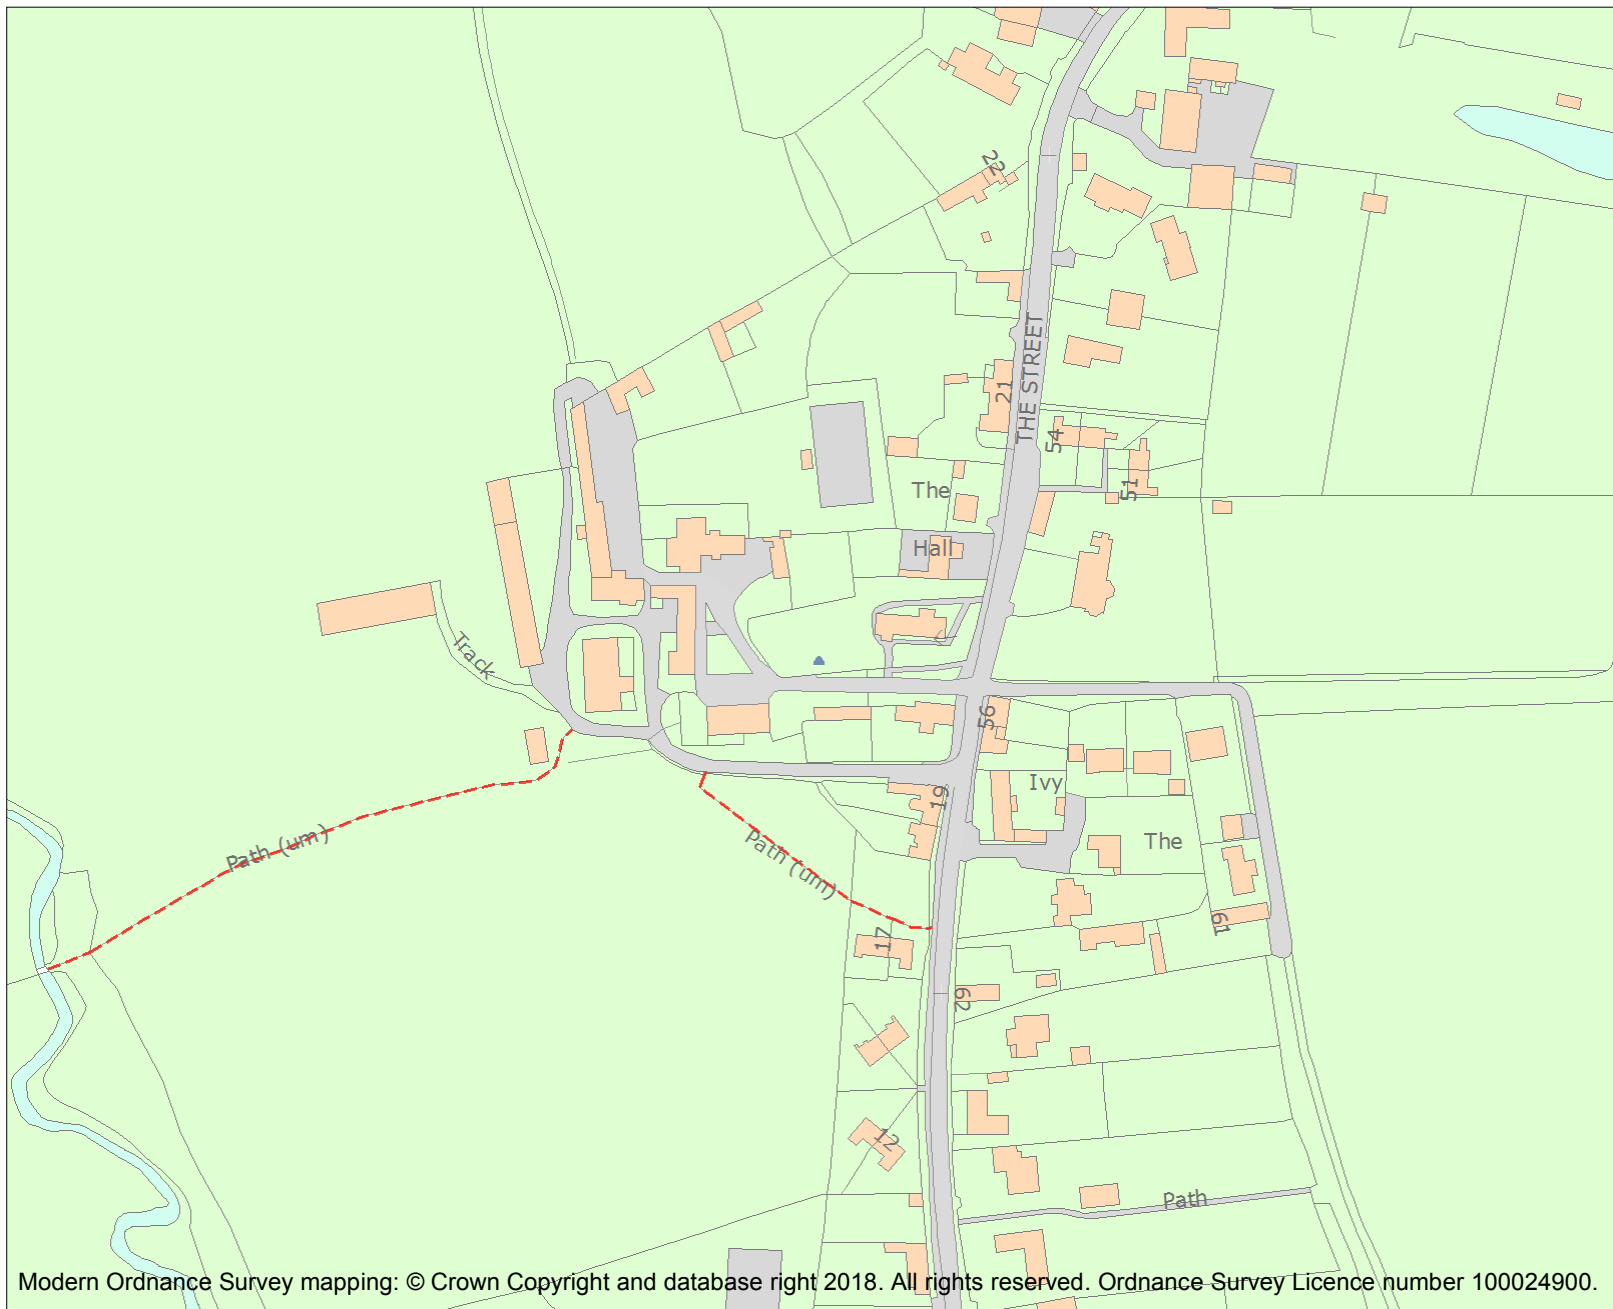 22
THE STREET
21
54
51
The
Hall
Track
56
Ivy
19
The
Path (um)
Path (um)
17
61
62
12
Path
Modern Ordnance Survey mapping: © Crown Copyright and database right 2018. All rights reserved. Ordnance Survey Licence number 100024900.